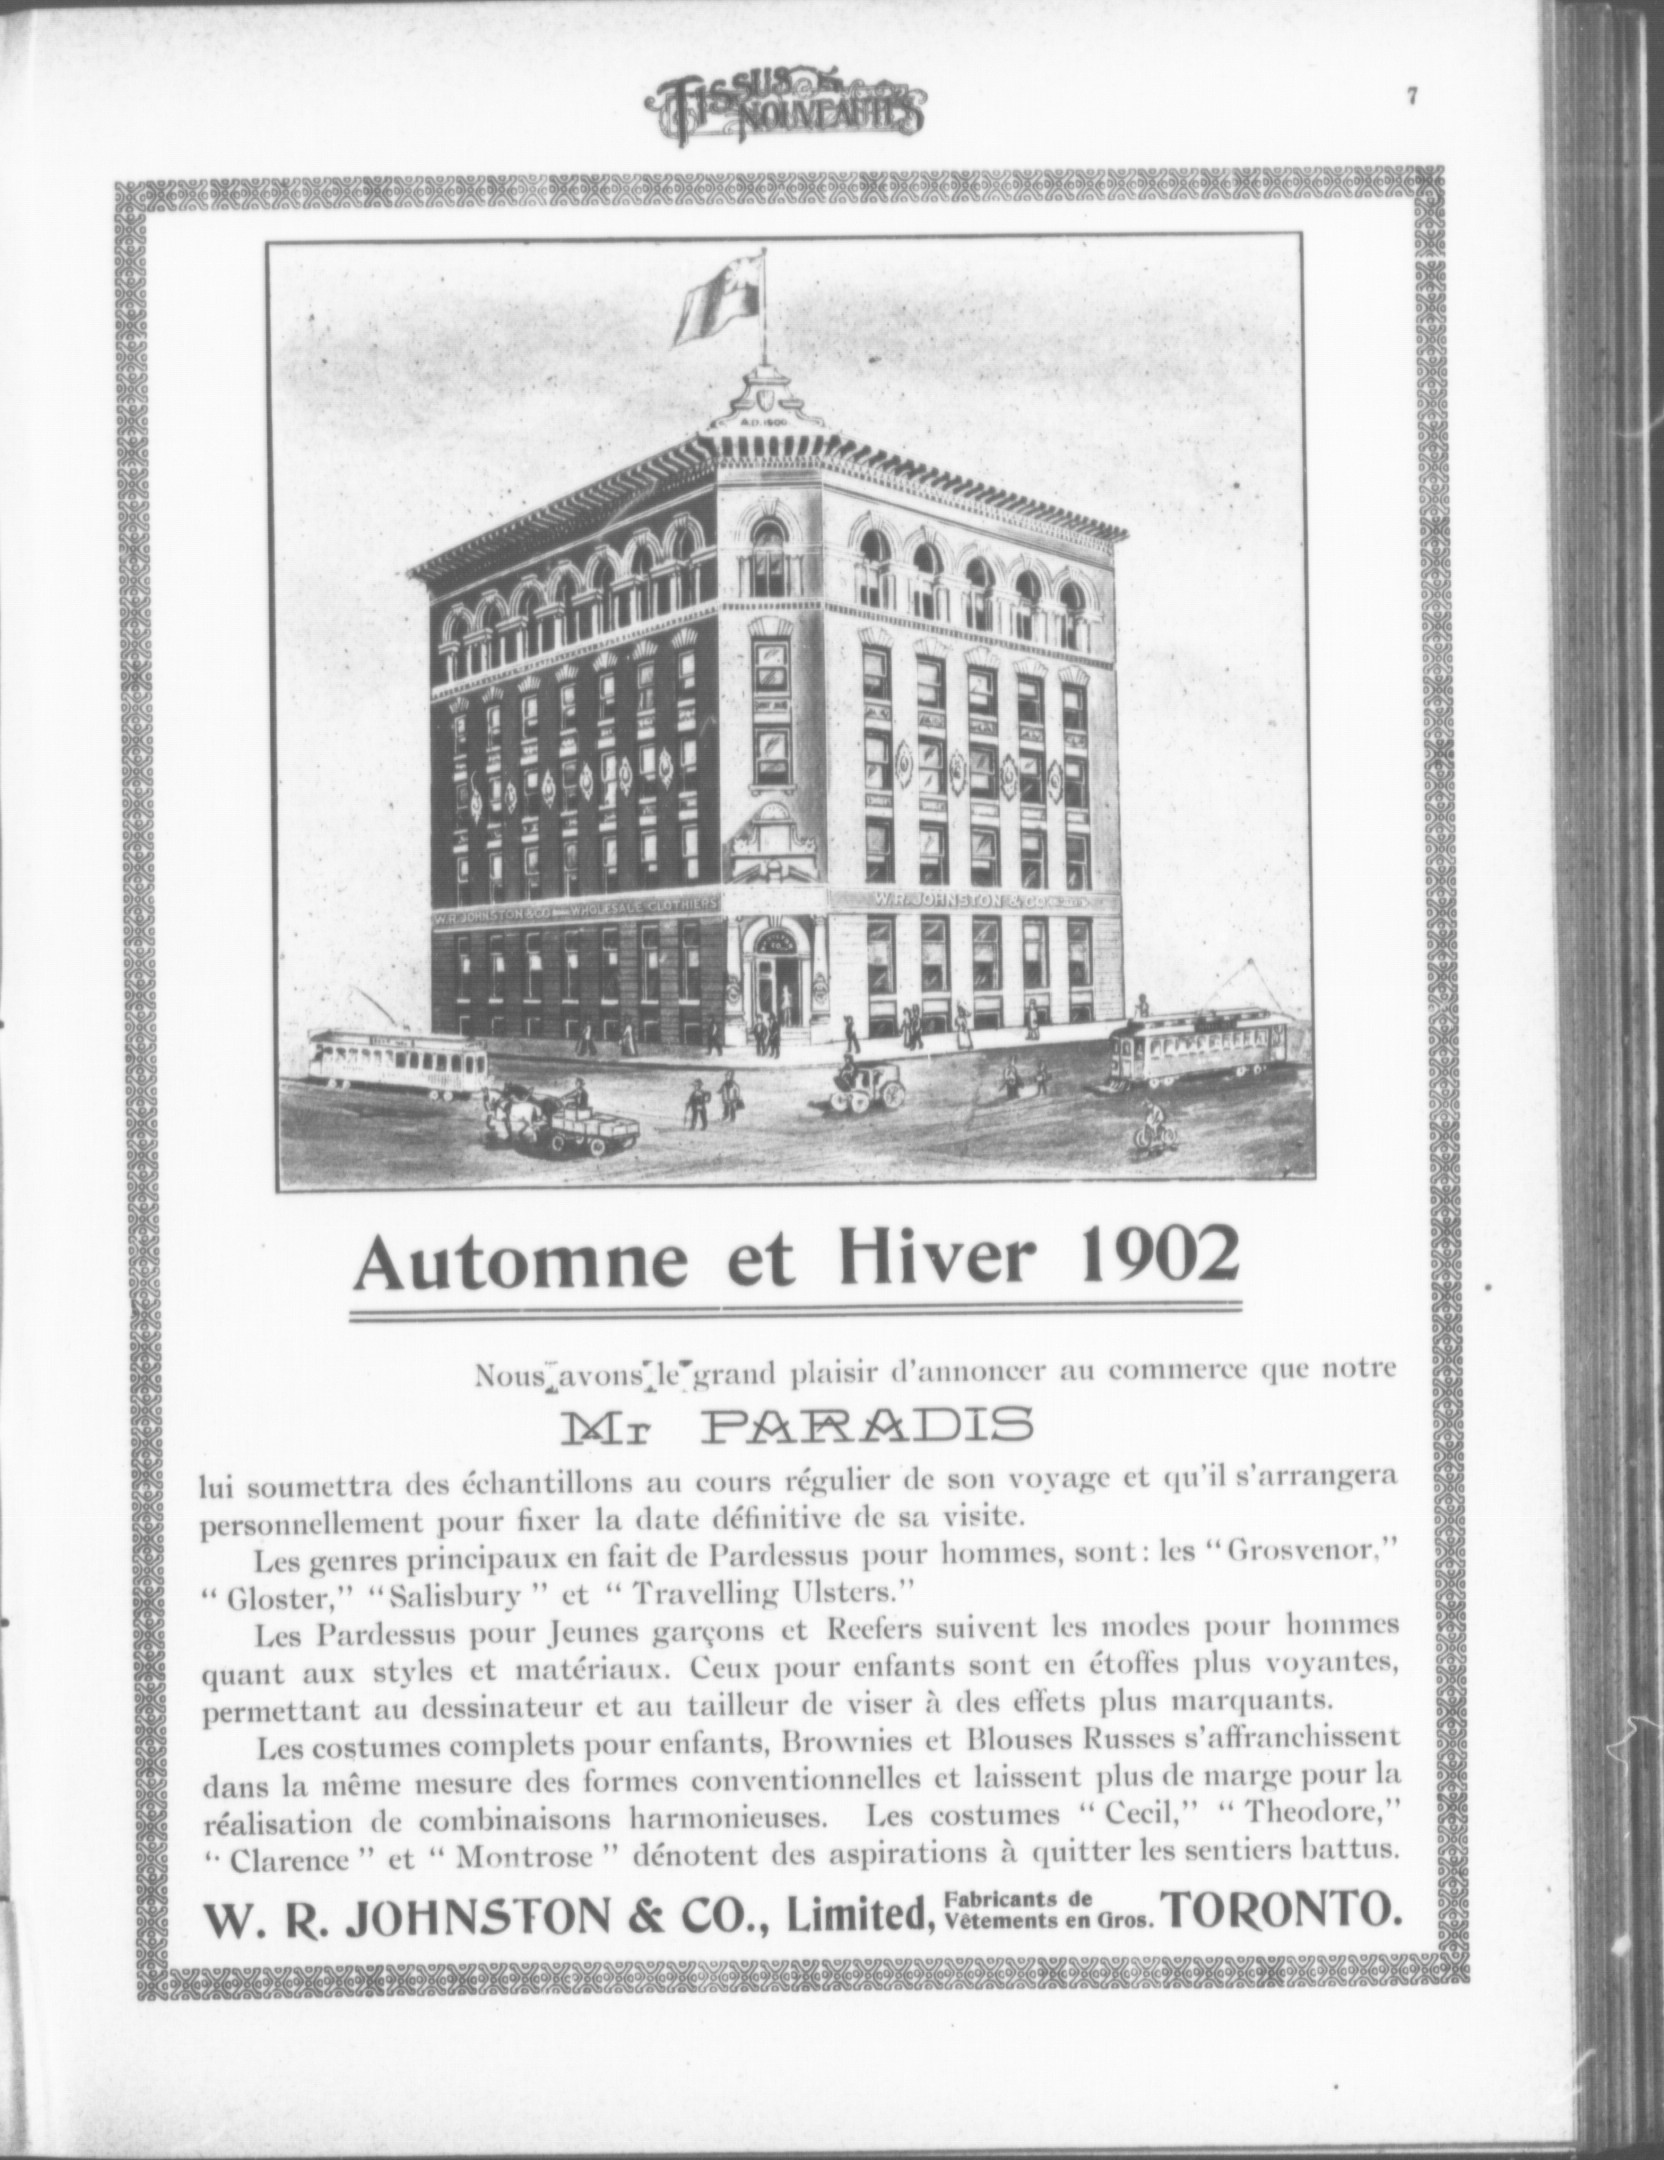 TISSUS & NOUVEAUTÉS
7
A.D. 1900
W.R. JOHNSTON & CO WHOLESALE CLOTHIERS
W.R. JOHNSTON & CO
Automne et Hiver 1902
Nous avons le grand plaisir d'annoncer au commerce que notre
Mr PARADIS
lui soumettra des échantillons au cours régulier de son voyage et qu'il s'arrangera
personnellement pour fixer la date définitive de sa visite.
Les genres principaux en fait de Pardessus pour hommes, sont : les "Grosvenor,"
" Gloster," "Salisbury " et " Travelling Ulsters."
Les Pardessus pour Jeunes garçons et Reefers suivent les modes pour hommes
quant aux styles et matériaux. Ceux pour enfants sont en étoffes plus voyantes,
permettant au dessinateur et au tailleur de viser à des effets plus marquants.
Les costumes complets pour enfants, Brownies et Blouses Russes s'affranchissent
dans la même mesure des formes conventionnelles et laissent plus de marge pour la
réalisation de combinaisons harmonieuses. Les costumes " Cecil," " Theodore,"
" Clarence " et " Montrose " dénotent des aspirations à quitter les sentiers battus.
W. R. JOHNSTON & CO., Limited, Fabricants de Vêtements en Gros. TORONTO.